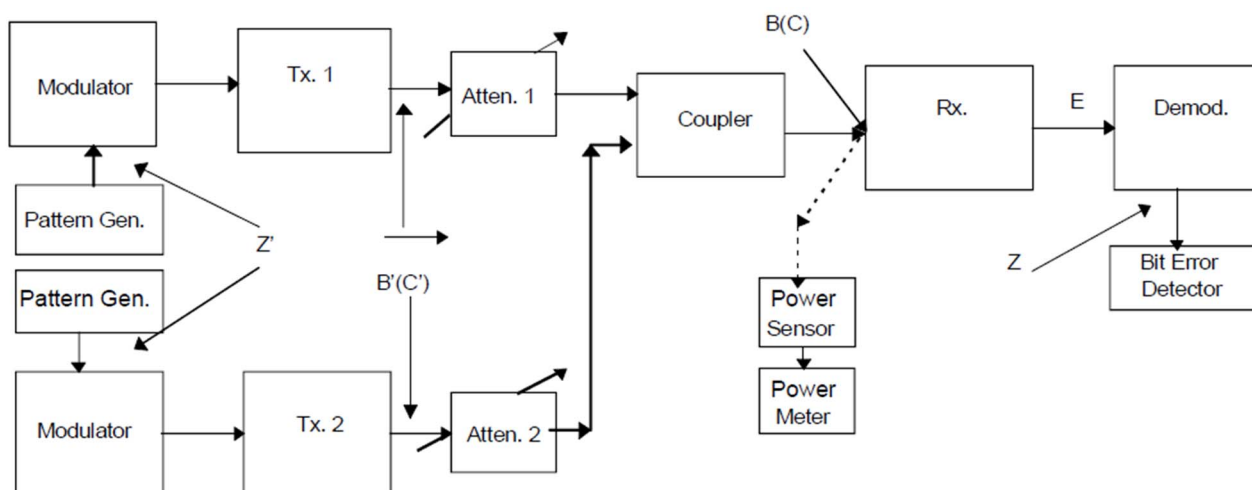 B(C)
Modulator
Tx. 1
Atten. 1
Coupler
Rx.
E
Demod.
Pattern Gen.
Z'
Z
Bit Error
Detector
Pattern Gen.
B'(C')
Power
Sensor
Power
Meter
Modulator
Tx. 2
Atten. 2